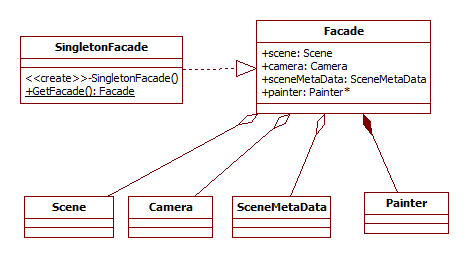 SingletonFacade
<<create>>-SingletonFacade()
+GetFacade(): Facade
Facade
+scene: Scene
+camera: Camera
+sceneMetaData: SceneMetaData
+painter: Painter*
Scene
Camera
SceneMetaData
Painter